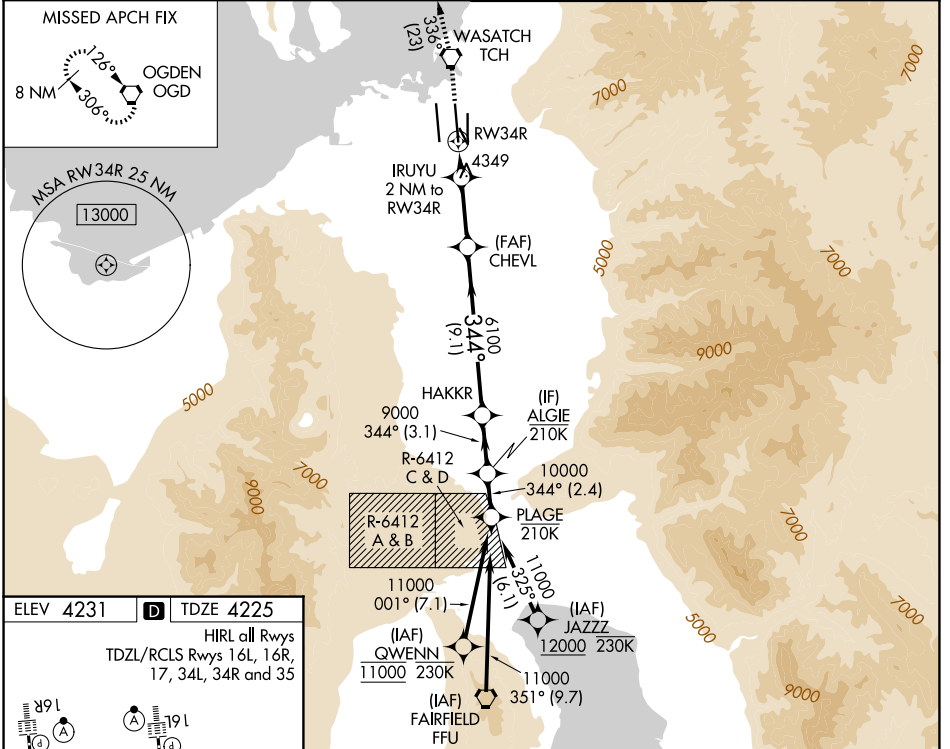 MISSED APCH FIX
126°
OGDEN
OGD
8 NM
306°
336°
(23)
WASATCH
TCH
RW34R
4349
IRUYU
2 NM to
RW34R
MSA RW34R 25 NM
13000
(FAF)
CHEVL
6100
344°
(9.1)
HAKKR
9000
344° (3.1)
(IF)
ALGIE
210K
R-6412
C & D
10000
344° (2.4)
R-6412
A & B
PLAGE
210K
11000
325°
(6.1)
11000
001° (7.1)
(IAF)
JAZZZ
12000 230K
(IAF)
QWENN
11000 230K
11000
351° (9.7)
(IAF)
FAIRFIELD
FFU
7000
7000
5000
7000
9000
5000
7000
9000
7000
5000
7000
9000
ELEV 4231
D
TDZE 4225
HIRL all Rwys
TDZL/RCLS Rwys 16L, 16R,
17, 34L, 34R and 35
16R
A
P
A
16L
P